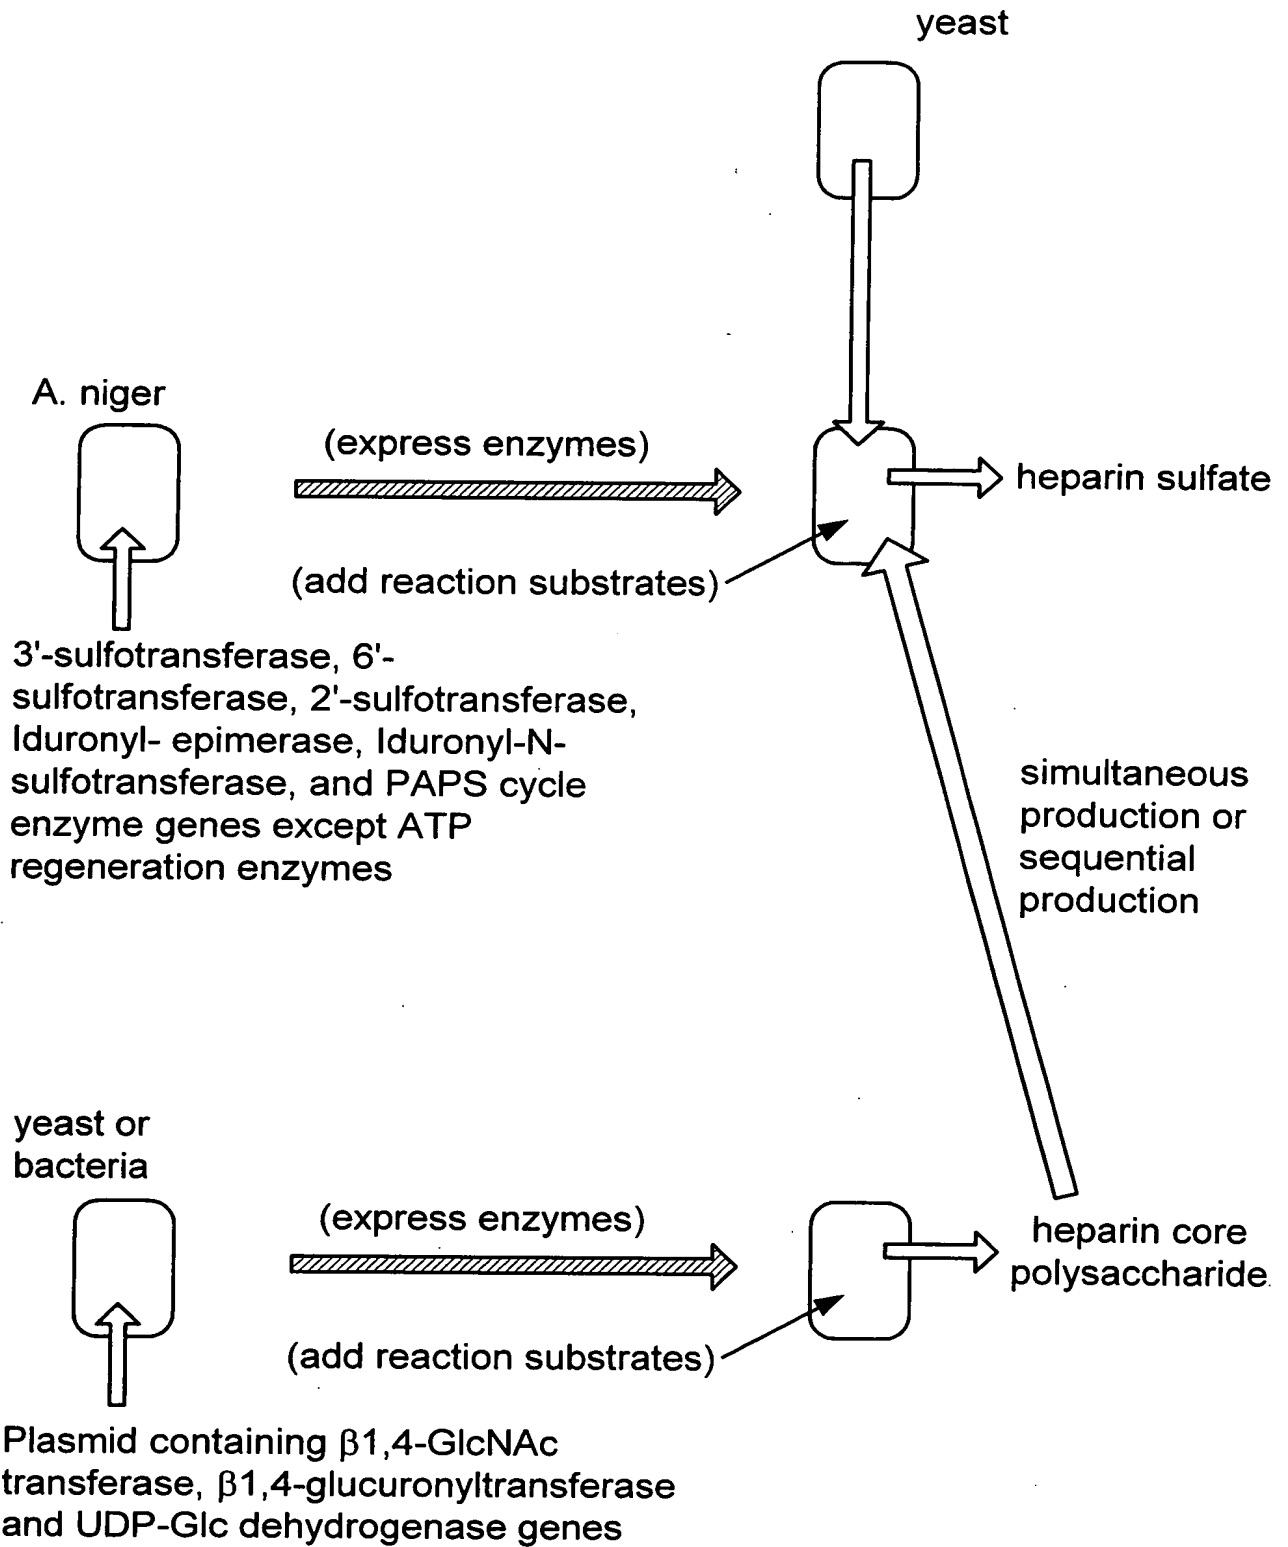 yeast
A. niger
(express enzymes)
heparin sulfate
(add reaction substrates)
3'-sulfotransferase, 6'-
sulfotransferase, 2'-sulfotransferase,
Iduronyl- epimerase, Iduronyl-N-
sulfotransferase, and PAPS cycle
enzyme genes except ATP
regeneration enzymes
simultaneous
production or
sequential
production
yeast or
bacteria
(express enzymes)
heparin core
polysaccharide
(add reaction substrates)
Plasmid containing β1,4-GlcNAc
transferase, β1,4-glucuronyltransferase
and UDP-Glc dehydrogenase genes